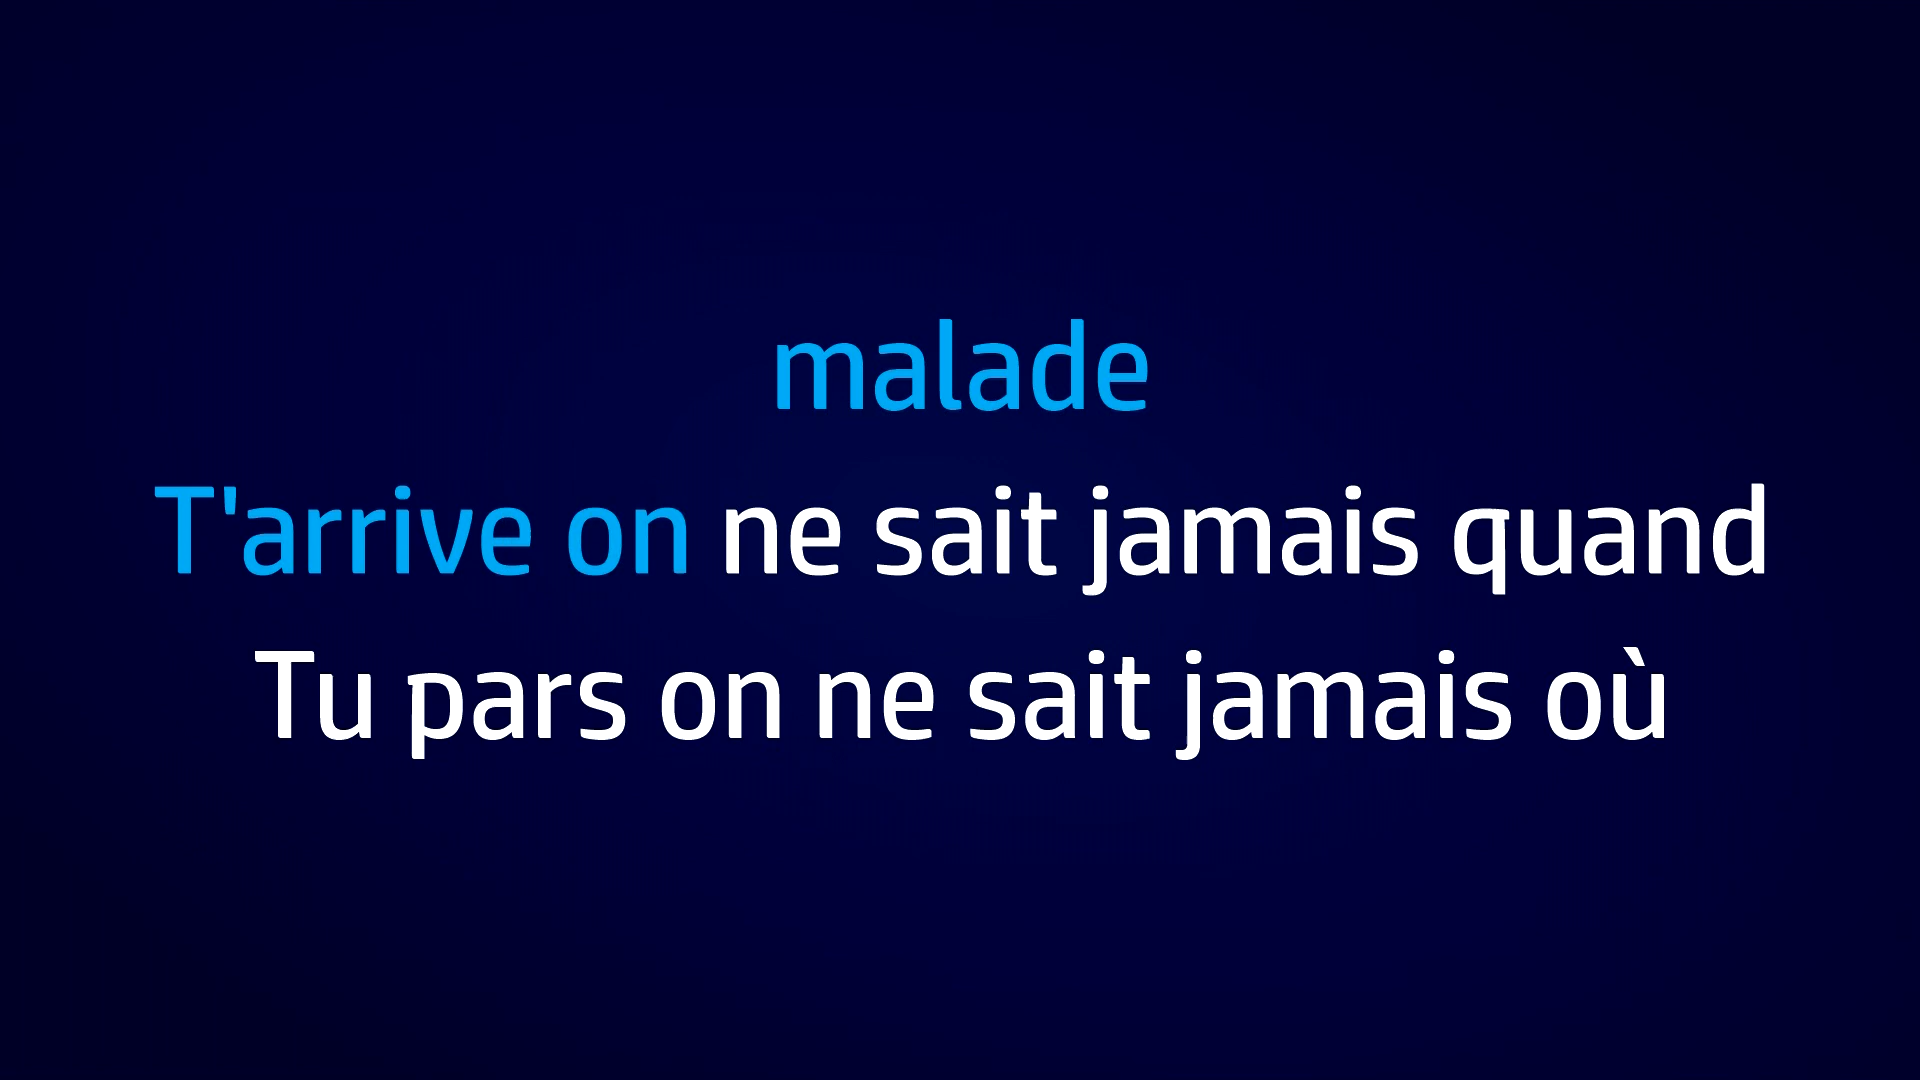 malade
T'arrive on ne sait jamais quand
Tu pars on ne sait jamais où